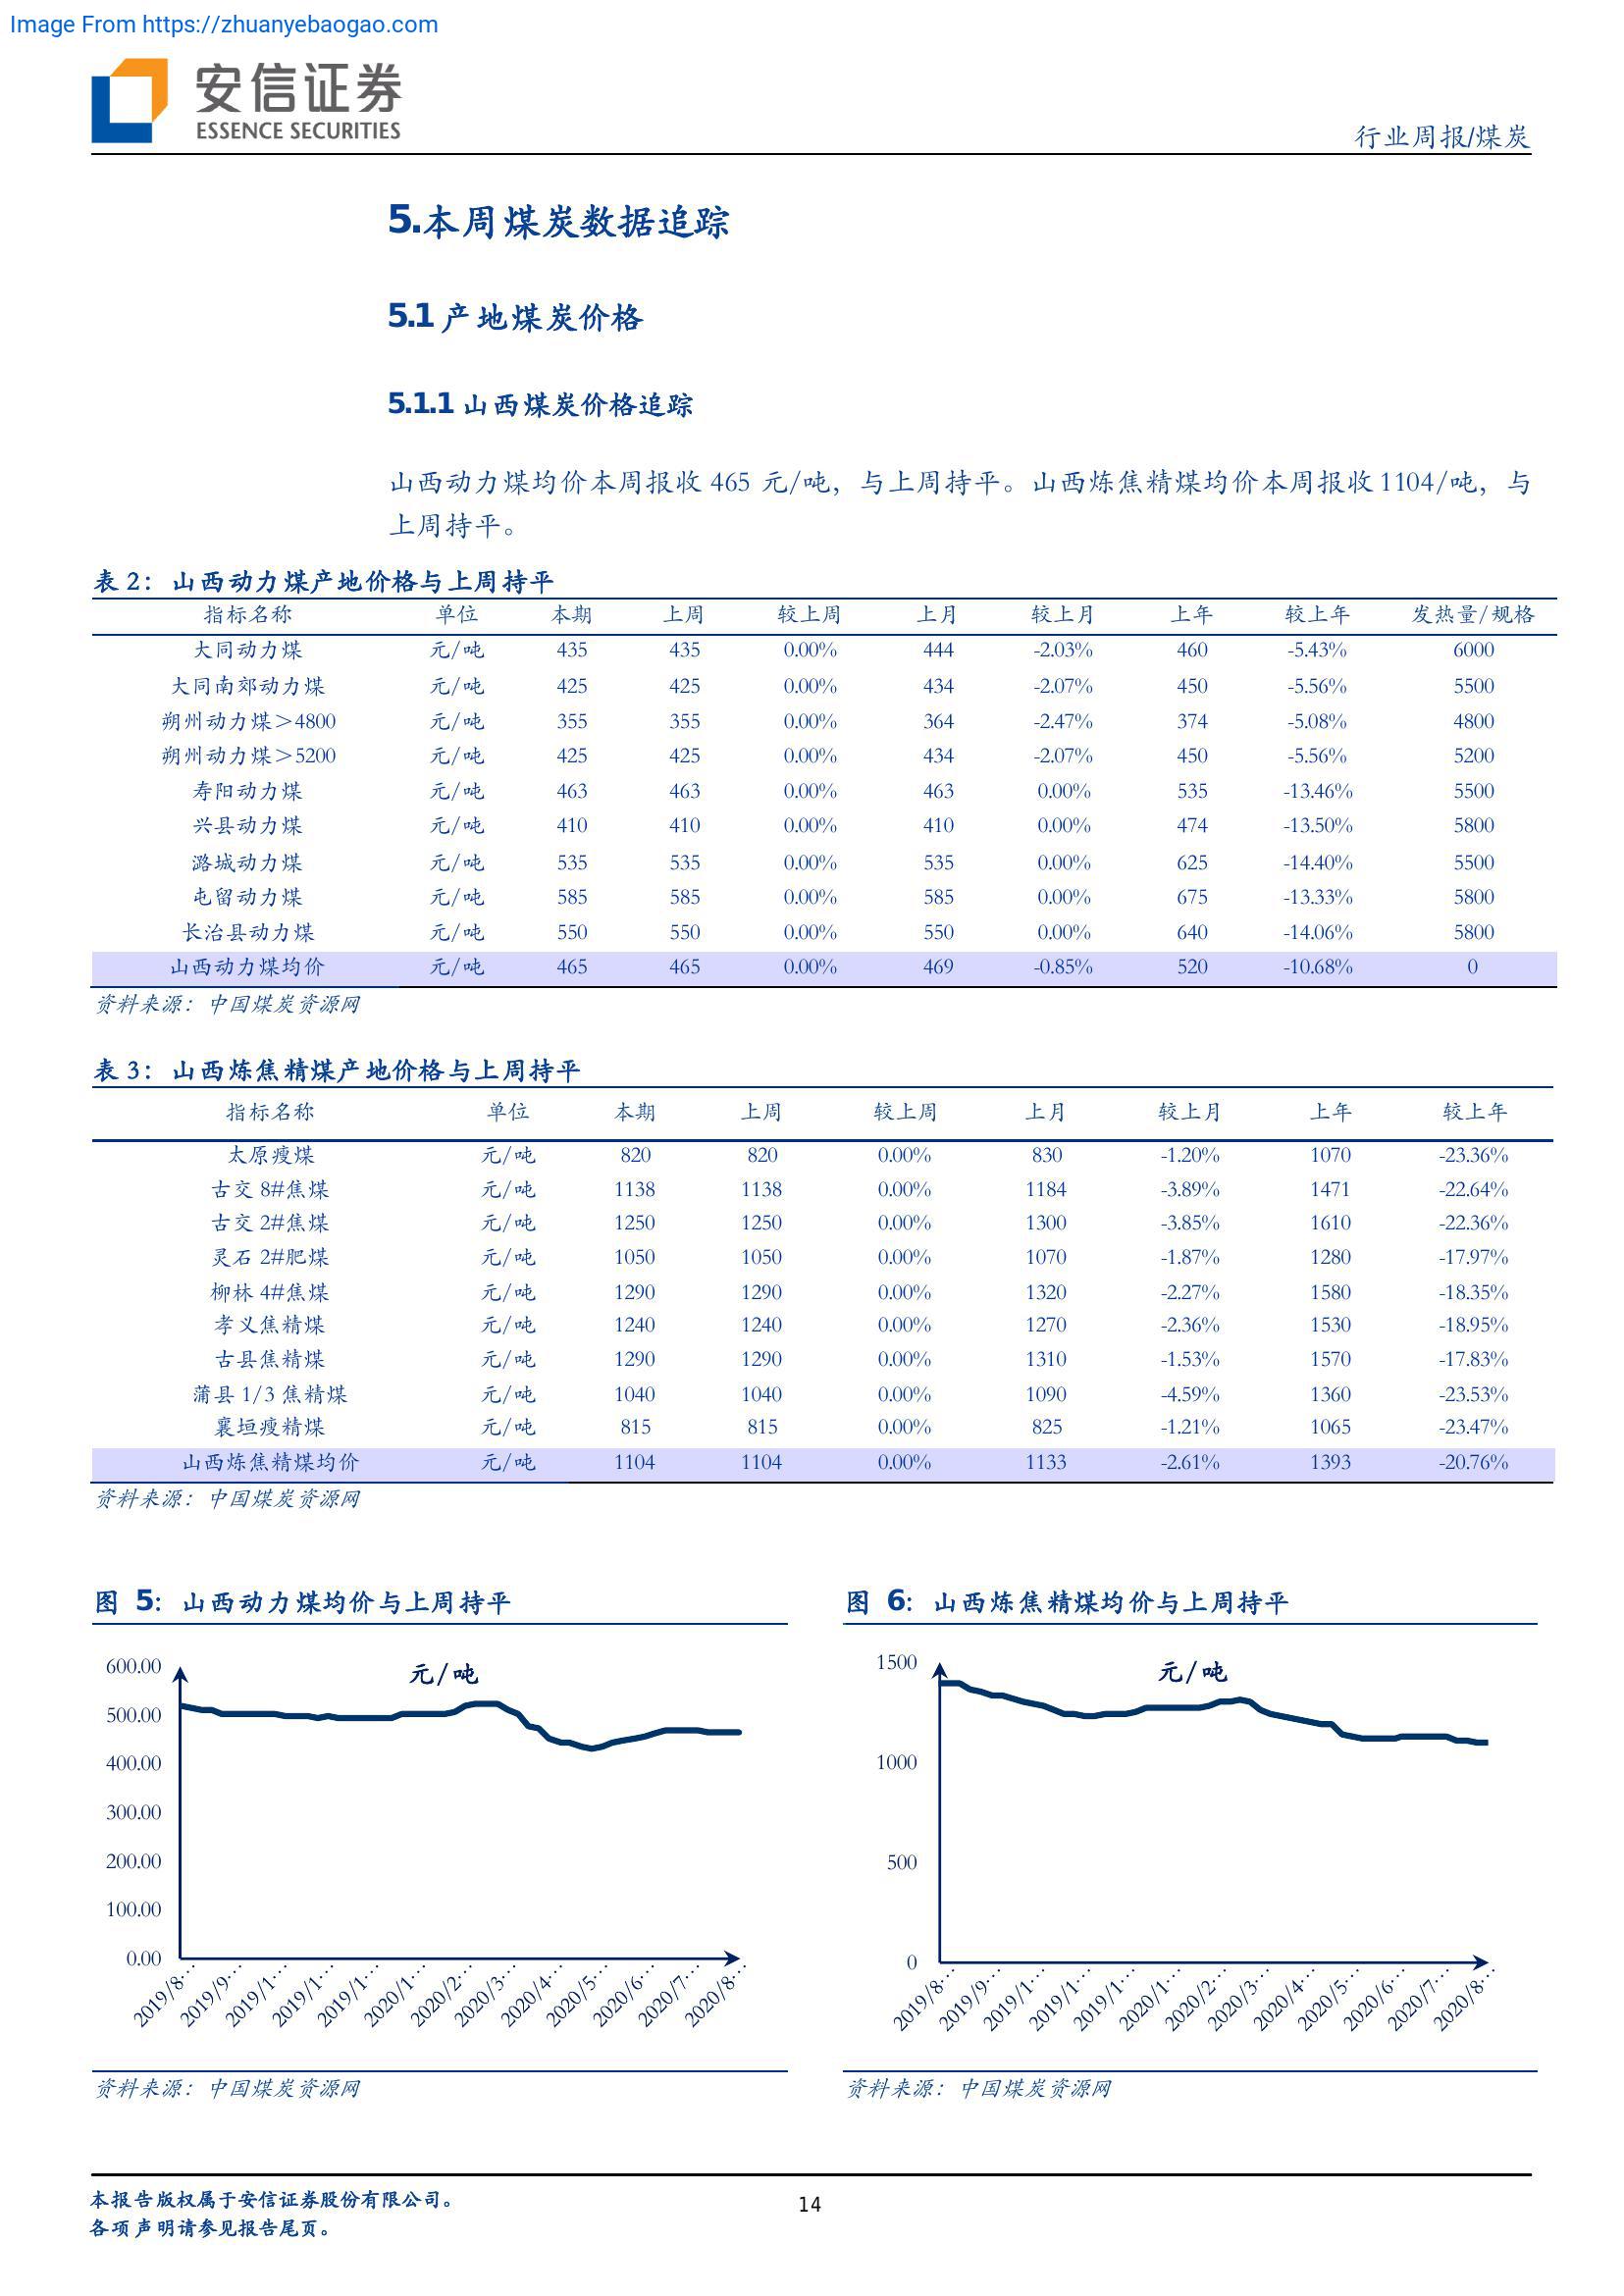 Image From https://zhuanyebaogao.com
安信证券
ESSENCE SECURITIES
行业周报/煤炭
5.本周煤炭数据追踪
5.1 产地煤炭价格
5.1.1 山西煤炭价格追踪
山西动力煤均价本周报收 465 元/吨，与上周持平。山西炼焦精煤均价本周报收 1104/吨，与
上周持平。
表 2：山西动力煤产地价格与上周持平
指标名称 单位 本期 上周 较上周 上月 较上月 上年 较上年 发热量/规格
大同动力煤 元/吨 435 435 0.00% 444 -2.03% 460 -5.43% 6000
大同南郊动力煤 元/吨 425 425 0.00% 434 -2.07% 450 -5.56% 5500
朔州动力煤＞4800 元/吨 355 355 0.00% 364 -2.47% 374 -5.08% 4800
朔州动力煤＞5200 元/吨 425 425 0.00% 434 -2.07% 450 -5.56% 5200
寿阳动力煤 元/吨 463 463 0.00% 463 0.00% 535 -13.46% 5500
兴县动力煤 元/吨 410 410 0.00% 410 0.00% 474 -13.50% 5800
潞城动力煤 元/吨 535 535 0.00% 535 0.00% 625 -14.40% 5500
屯留动力煤 元/吨 585 585 0.00% 585 0.00% 675 -13.33% 5800
长治县动力煤 元/吨 550 550 0.00% 550 0.00% 640 -14.06% 5800
山西动力煤均价 元/吨 465 465 0.00% 469 -0.85% 520 -10.68% 0
资料来源：中国煤炭资源网
表 3：山西炼焦精煤产地价格与上周持平
指标名称 单位 本期 上周 较上周 上月 较上月 上年 较上年
太原瘦煤 元/吨 820 820 0.00% 830 -1.20% 1070 -23.36%
古交 8#焦煤 元/吨 1138 1138 0.00% 1184 -3.89% 1471 -22.64%
古交 2#焦煤 元/吨 1250 1250 0.00% 1300 -3.85% 1610 -22.36%
灵石 2#肥煤 元/吨 1050 1050 0.00% 1070 -1.87% 1280 -17.97%
柳林 4#焦煤 元/吨 1290 1290 0.00% 1320 -2.27% 1580 -18.35%
孝义焦精煤 元/吨 1240 1240 0.00% 1270 -2.36% 1530 -18.95%
古县焦精煤 元/吨 1290 1290 0.00% 1310 -1.53% 1570 -17.83%
蒲县 1/3 焦精煤 元/吨 1040 1040 0.00% 1090 -4.59% 1360 -23.53%
襄垣瘦精煤 元/吨 815 815 0.00% 825 -1.21% 1065 -23.47%
山西炼焦精煤均价 元/吨 1104 1104 0.00% 1133 -2.61% 1393 -20.76%
资料来源：中国煤炭资源网
图 5：山西动力煤均价与上周持平
元/吨
600.00
500.00
400.00
300.00
200.00
100.00
0.00
2019/8… 2019/9… 2019/1… 2019/1… 2019/1… 2020/1… 2020/2… 2020/3… 2020/4… 2020/5… 2020/6… 2020/7… 2020/8…
资料来源：中国煤炭资源网
图 6：山西炼焦精煤均价与上周持平
元/吨
1500
1000
500
0
2019/8… 2019/9… 2019/1… 2019/1… 2019/1… 2020/1… 2020/2… 2020/3… 2020/4… 2020/5… 2020/6… 2020/7… 2020/8…
资料来源：中国煤炭资源网
本报告版权属于安信证券股份有限公司。
各项声明请参见报告尾页。
14